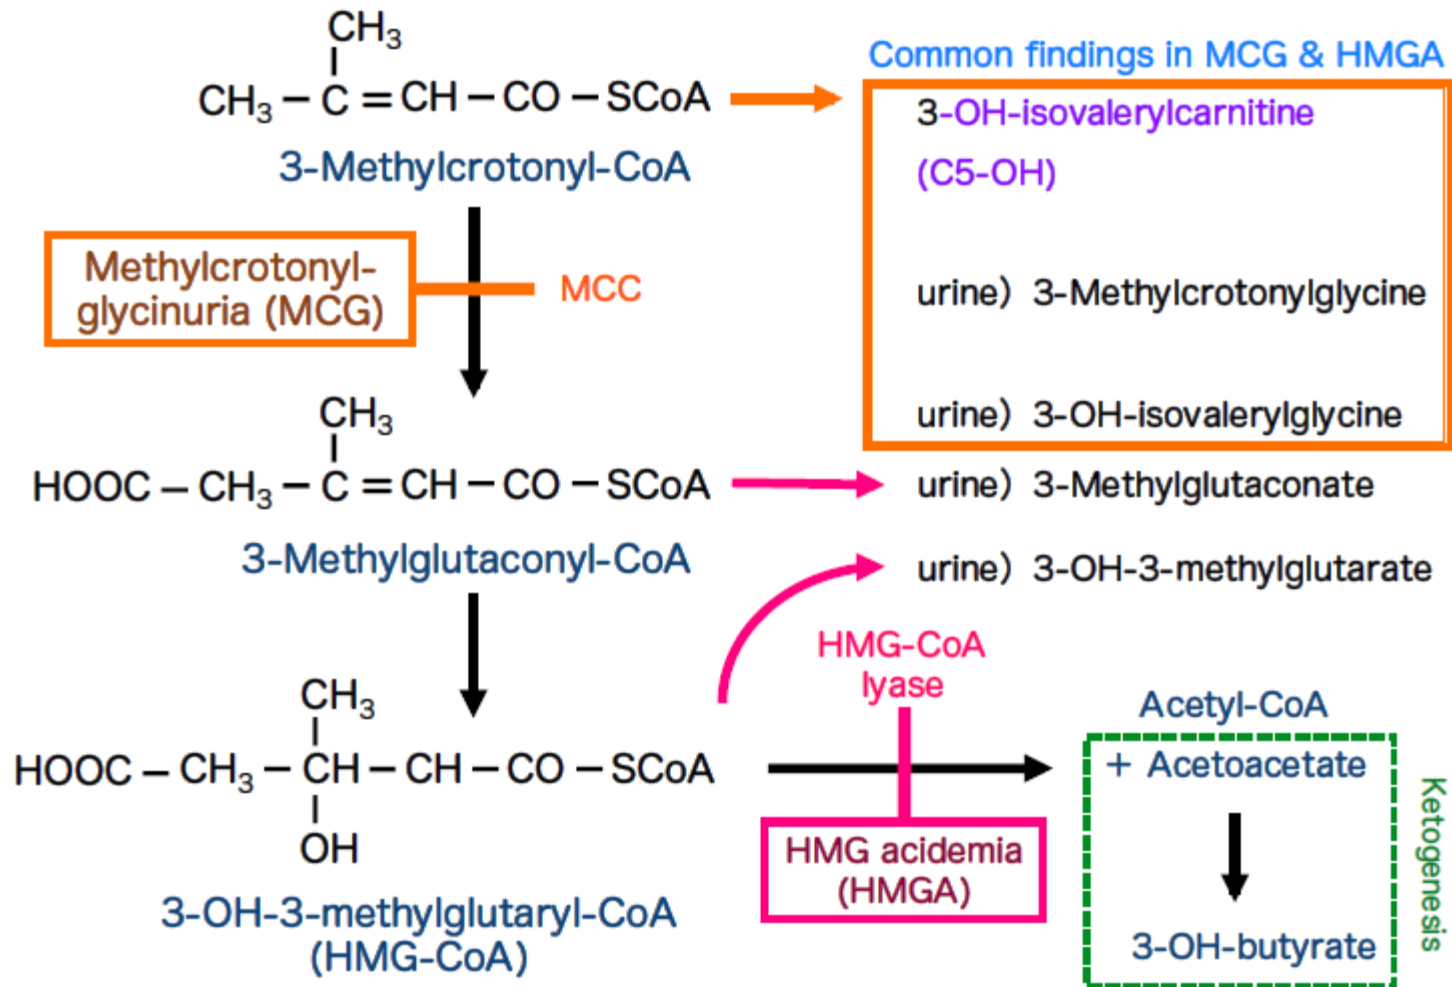 CH₃
CH₃ – C = CH – CO – SCoA
3-Methylcrotonyl-CoA
Common findings in MCG & HMGA
3-OH-isovalerylcarnitine
(C5-OH)
urine) 3-Methylcrotonylglycine
urine) 3-OH-isovalerylglycine
Methylcrotonyl-
glycinuria (MCG)
MCC
CH₃
HOOC – CH₃ – C = CH – CO – SCoA
3-Methylglutaconyl-CoA
urine) 3-Methylglutaconate
urine) 3-OH-3-methylglutarate
HMG-CoA
lyase
CH₃
HOOC – CH₃ – CH – CH – CO – SCoA
OH
3-OH-3-methylglutaryl-CoA
(HMG-CoA)
HMG acidemia
(HMGA)
Acetyl-CoA
+ Acetoacetate
3-OH-butyrate
Ketogenesis